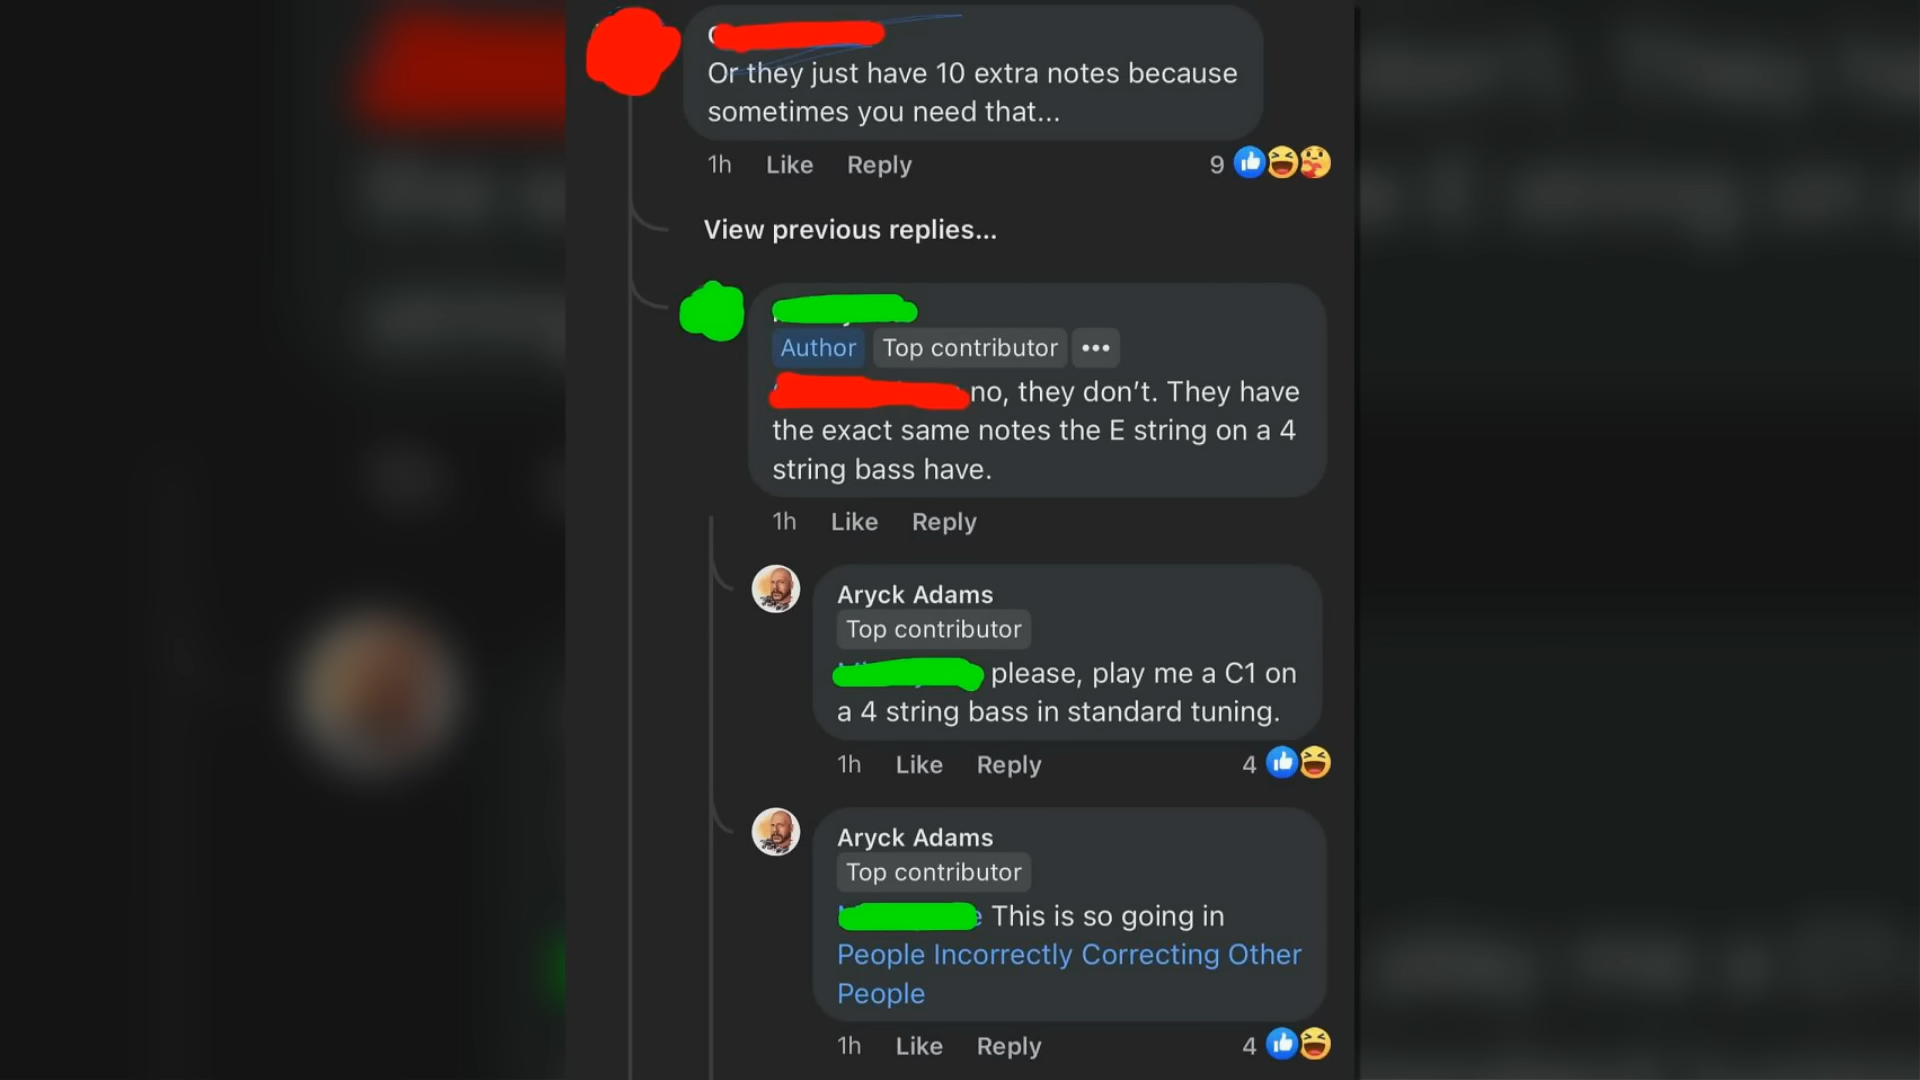 Or they just have 10 extra notes because
sometimes you need that...
1h Like Reply 9
View previous replies...
Author Top contributor •••
no, they don't. They have
the exact same notes the E string on a 4
string bass have.
1h Like Reply
Aryck Adams
Top contributor
please, play me a C1 on
a 4 string bass in standard tuning.
1h Like Reply 4
Aryck Adams
Top contributor
This is so going in
People Incorrectly Correcting Other
People
1h Like Reply 4